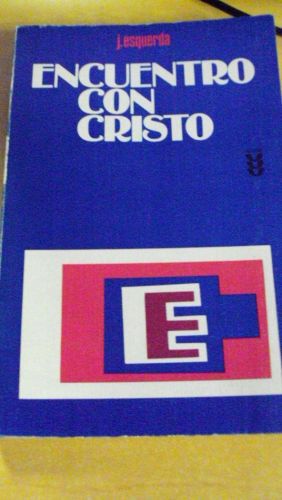 j. esquerda
ENCUENTRO
CON
CRISTO
E